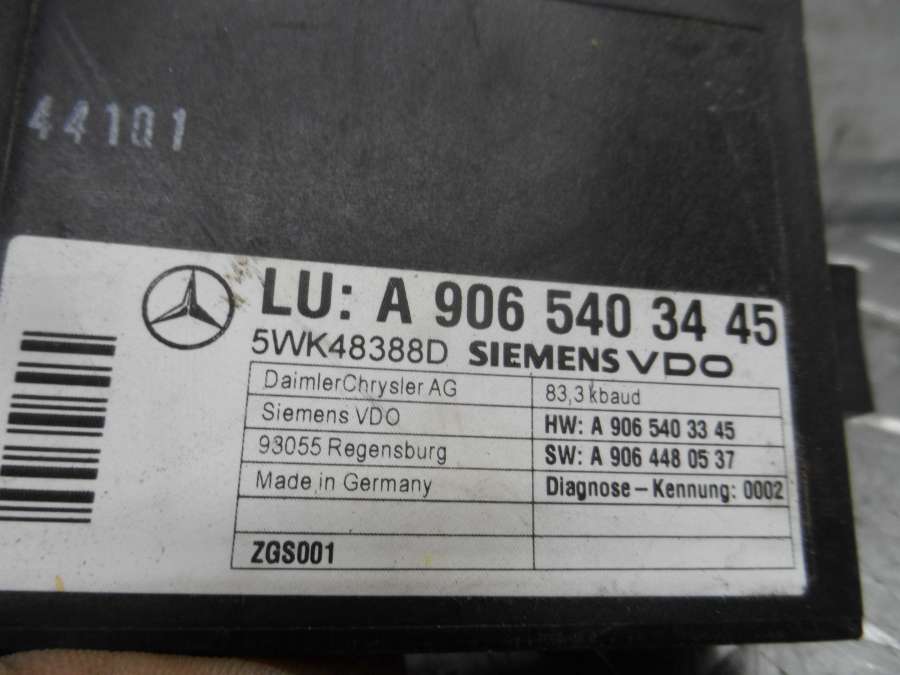 44101
LU: A 906 540 34 45
5WK48388D SIEMENS VDO
DaimlerChrysler AG 83,3 kbaud
Siemens VDO HW: A 906 540 33 45
93055 Regensburg SW: A 906 448 05 37
Made in Germany Diagnose – Kennung: 0002
ZGS001